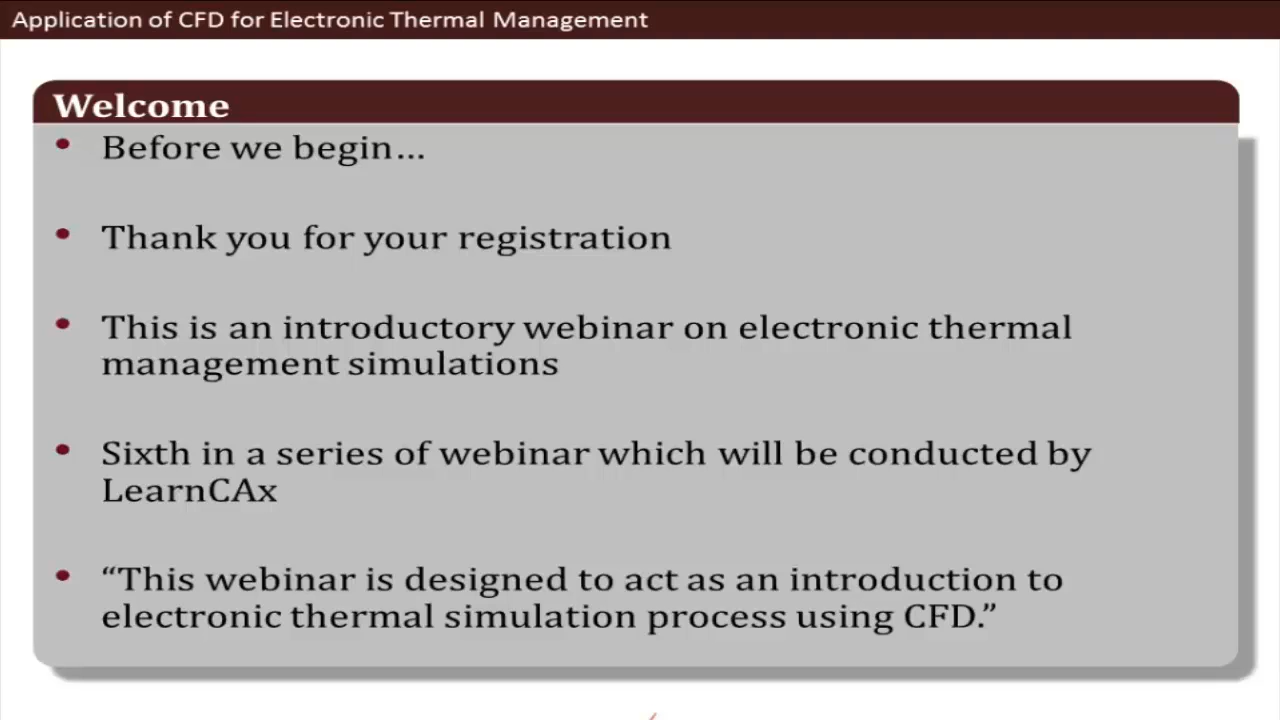 Application of CFD for Electronic Thermal Management
Welcome
• Before we begin…
• Thank you for your registration
• This is an introductory webinar on electronic thermal
management simulations
• Sixth in a series of webinar which will be conducted by
LearnCAx
• “This webinar is designed to act as an introduction to
electronic thermal simulation process using CFD.”